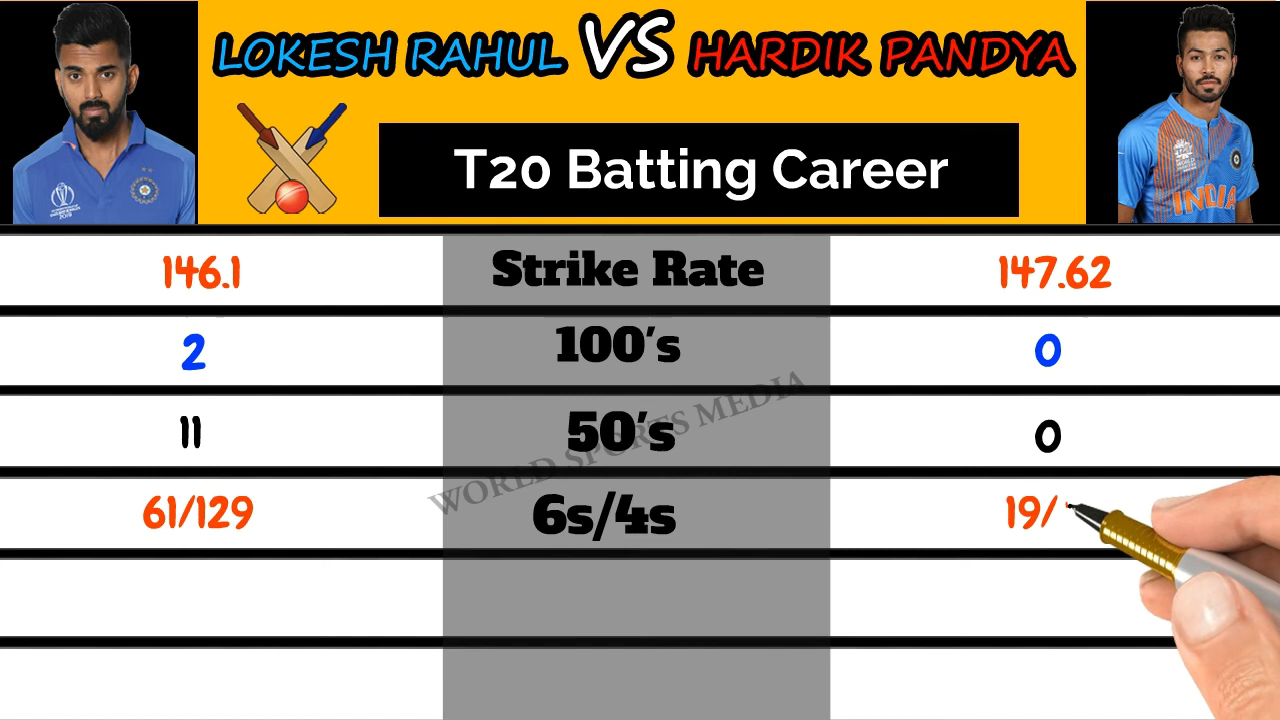 LOKESH RAHUL VS HARDIK PANDYA
T20 Batting Career
146.1 Strike Rate 147.62
2 100's 0
11 50's 0
61/129 6s/4s 19/
WORLD SPORTS MEDIA
INDIA